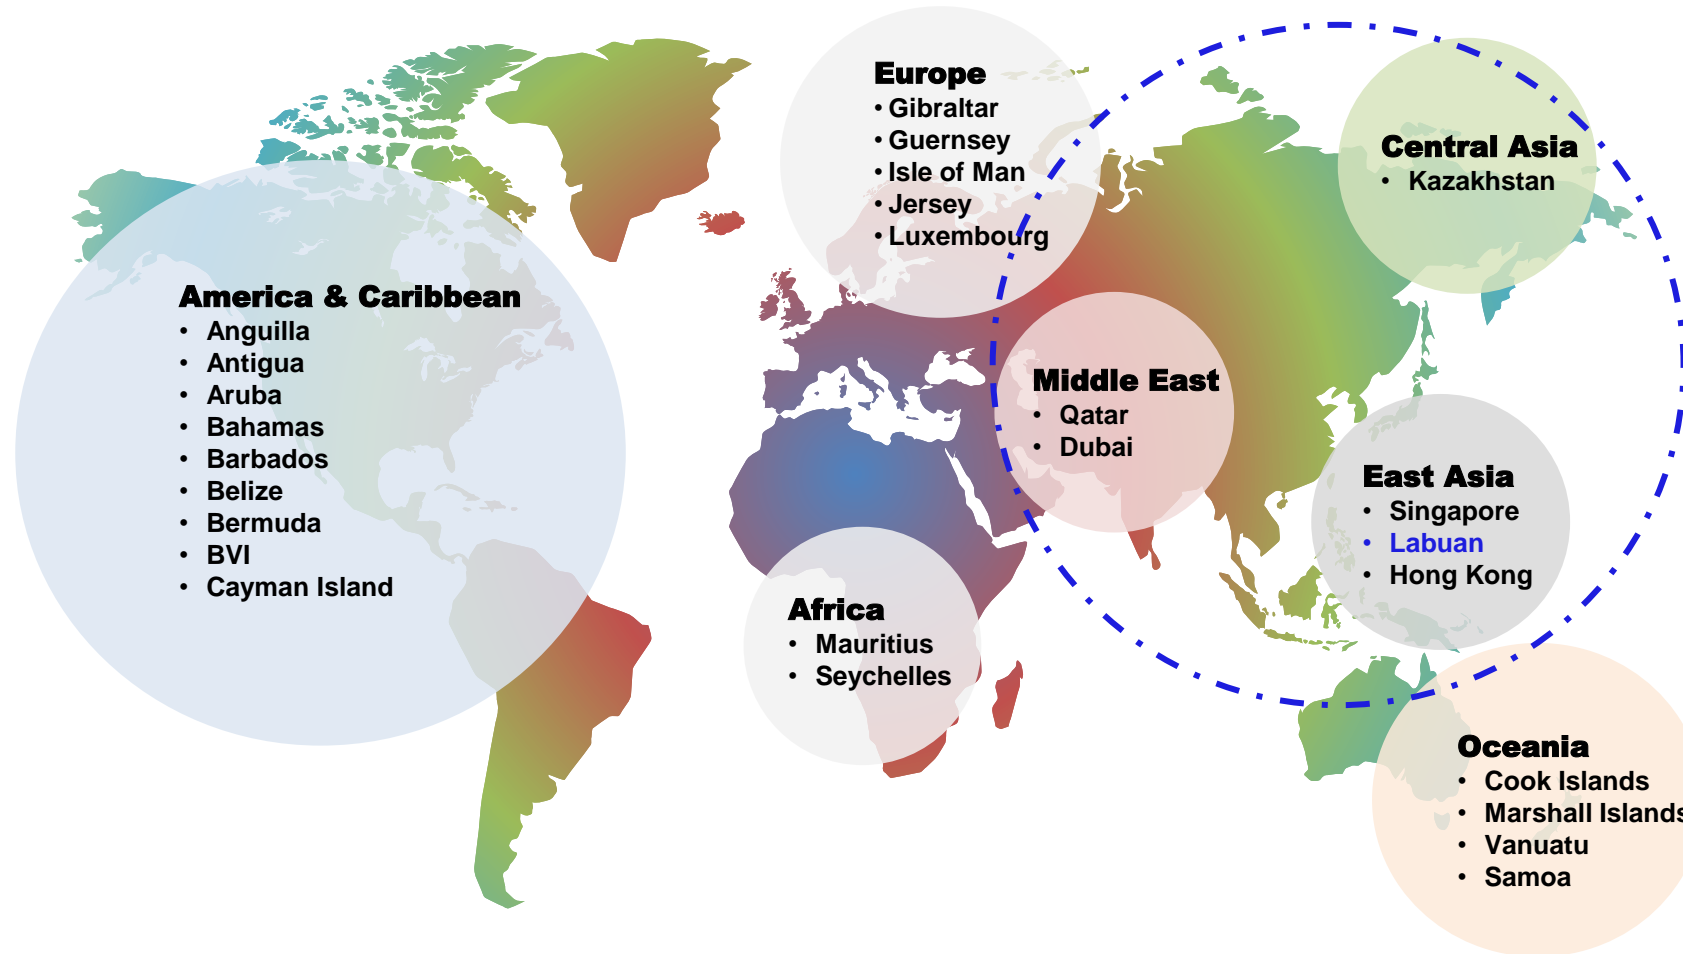 America & Caribbean
• Anguilla
• Antigua
• Aruba
• Bahamas
• Barbados
• Belize
• Bermuda
• BVI
• Cayman Island
Europe
• Gibraltar
• Guernsey
• Isle of Man
• Jersey
• Luxembourg
Africa
• Mauritius
• Seychelles
Middle East
• Qatar
• Dubai
Central Asia
• Kazakhstan
East Asia
• Singapore
• Labuan
• Hong Kong
Oceania
• Cook Islands
• Marshall Islands
• Vanuatu
• Samoa